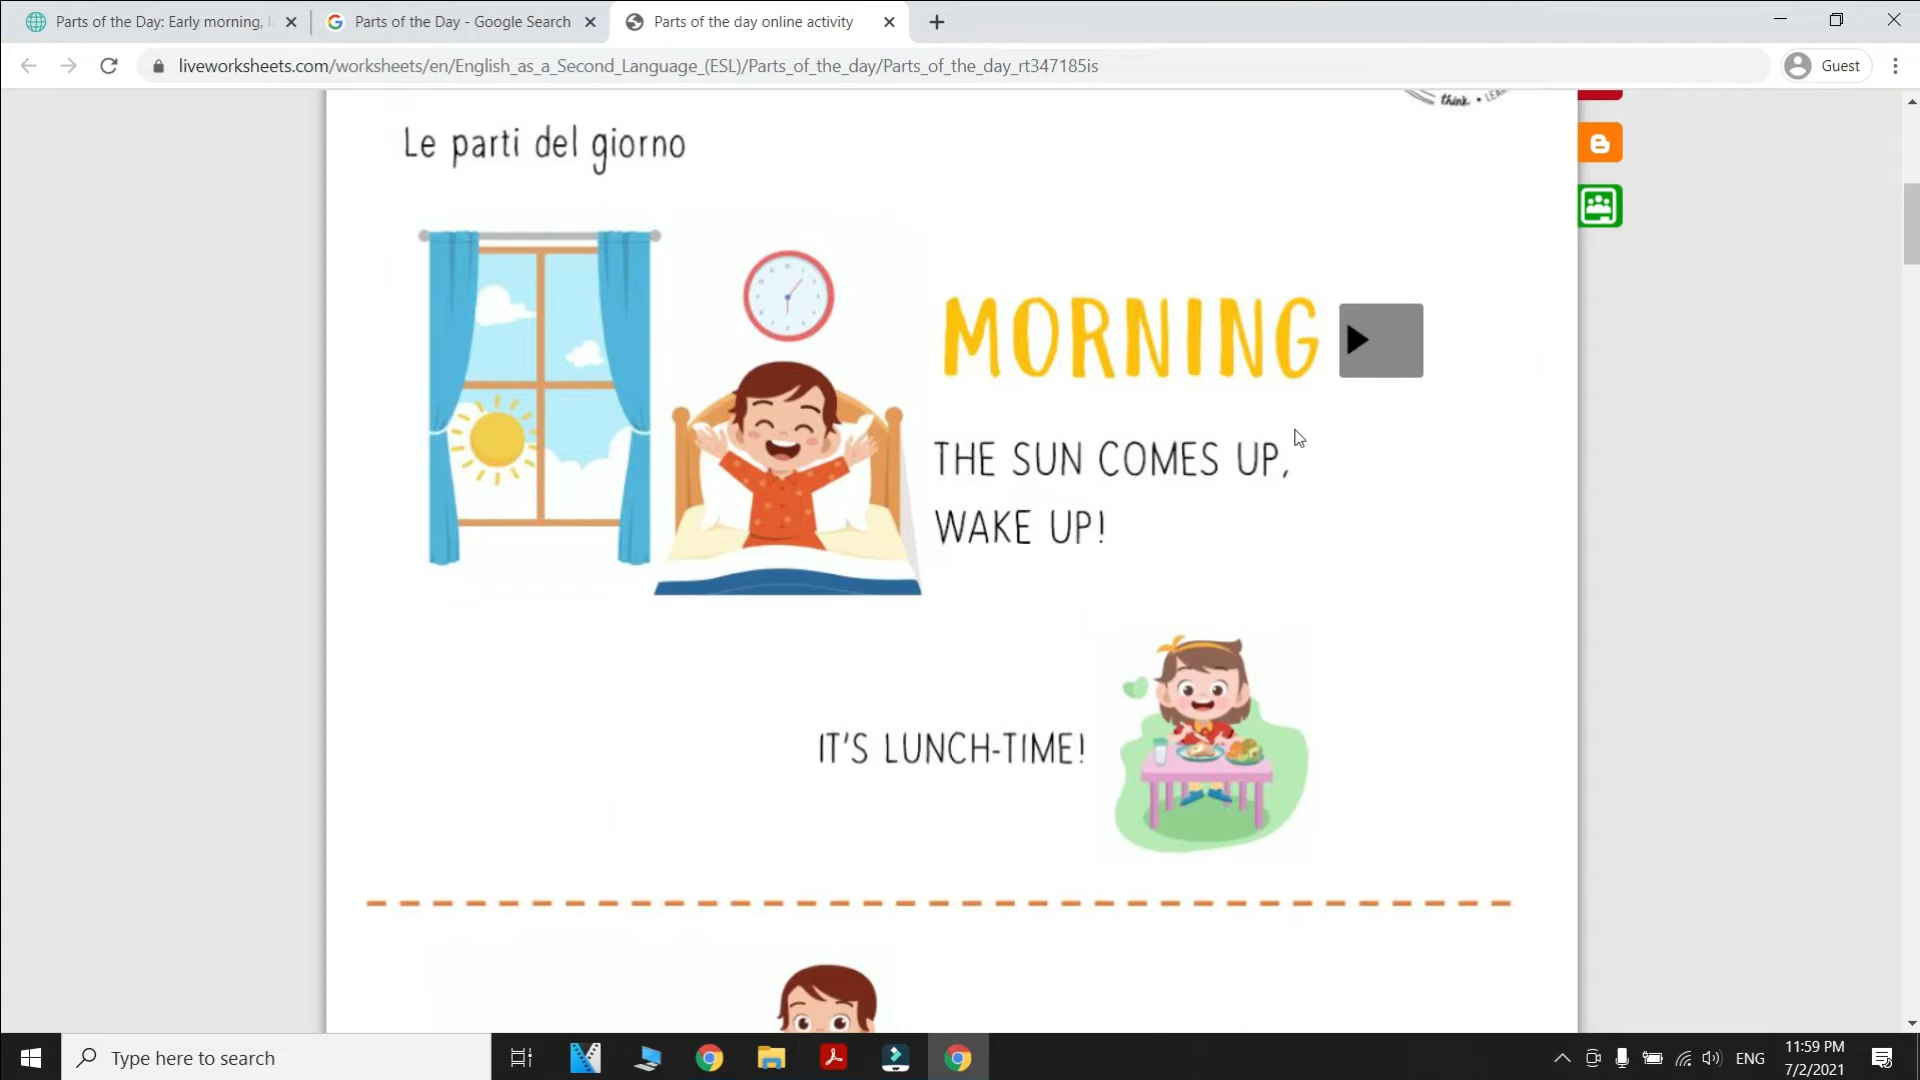 Parts of the Day: Early morning,
Parts of the Day - Google Search
Parts of the day online activity
liveworksheets.com/worksheets/en/English_as_a_Second_Language_(ESL)/Parts_of_the_day/Parts_of_the_day_rt347185is
Guest
think •
Le parti del giorno
MORNING
THE SUN COMES UP,
WAKE UP!
IT'S LUNCH-TIME!
Type here to search
ENG
11:59 PM
7/2/2021